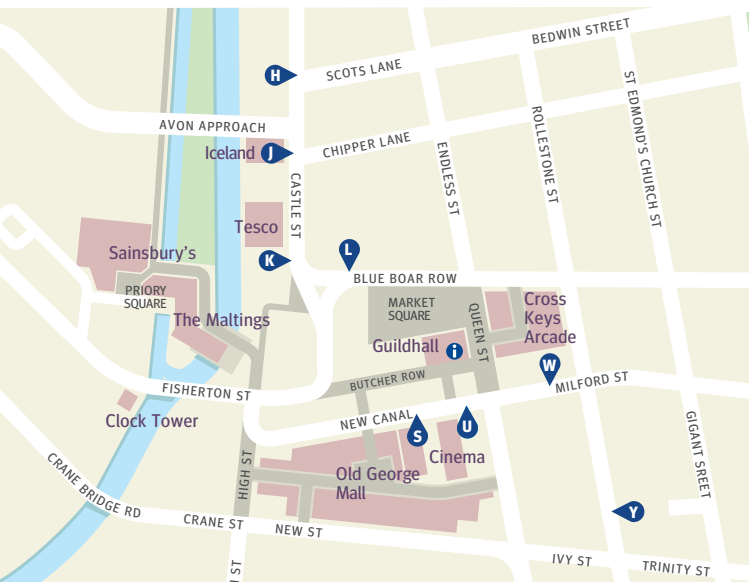 BEDWIN STREET
H
SCOTS LANE
ST EDMOND'S CHURCH ST
AVON APPROACH
ROLLESTONE ST
Iceland
J
CHIPPER LANE
ENDLESS ST
CASTLE ST
Tesco
Sainsbury's
K
L
BLUE BOAR ROW
PRIORY
SQUARE
MARKET
SQUARE
QUEEN ST
Cross
Keys
Arcade
The Maltings
Guildhall
i
W
BUTCHER ROW
MILFORD ST
FISHERTON ST
Clock Tower
NEW CANAL
S
U
GIGANT SREET
Cinema
HIGH ST
Old George
Mall
CRANE BRIDGE RD
Y
CRANE ST
NEW ST
IVY ST
TRINITY ST
I ST